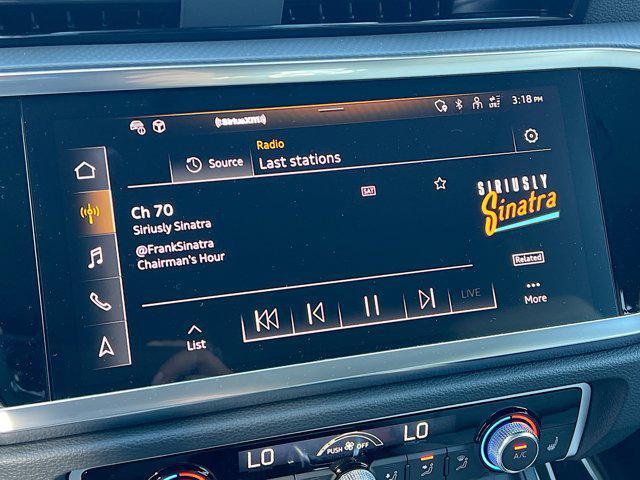 ((SiriusXM))
LTE
3:18 PM
Radio
Source
Last stations
Ch 70
SAT
Siriusly Sinatra
@FrankSinatra
Chairman's Hour
SIRIUSLY
Sinatra
Related
LIVE
More
List
LO
PUSH
OFF
LO
A/C